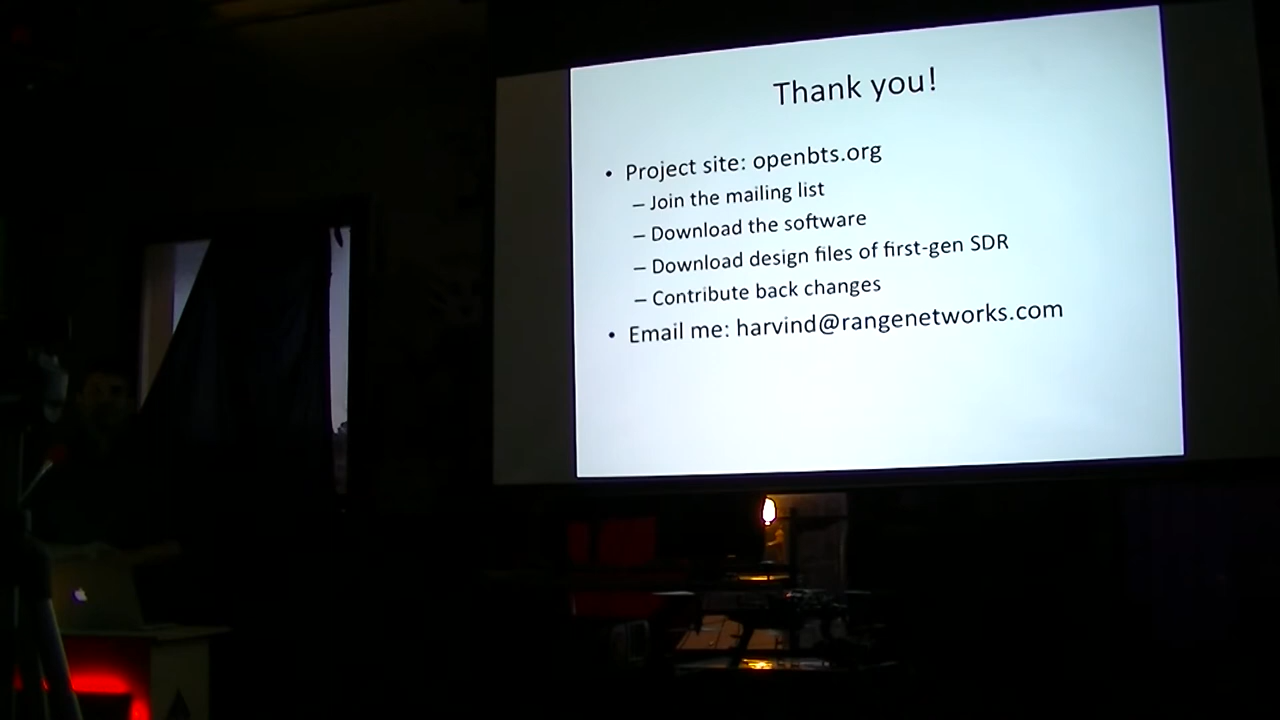 Thank you!
• Project site: openbts.org
– Join the mailing list
– Download the software
– Download design files of first-gen SDR
– Contribute back changes
• Email me: harvind@rangenetworks.com